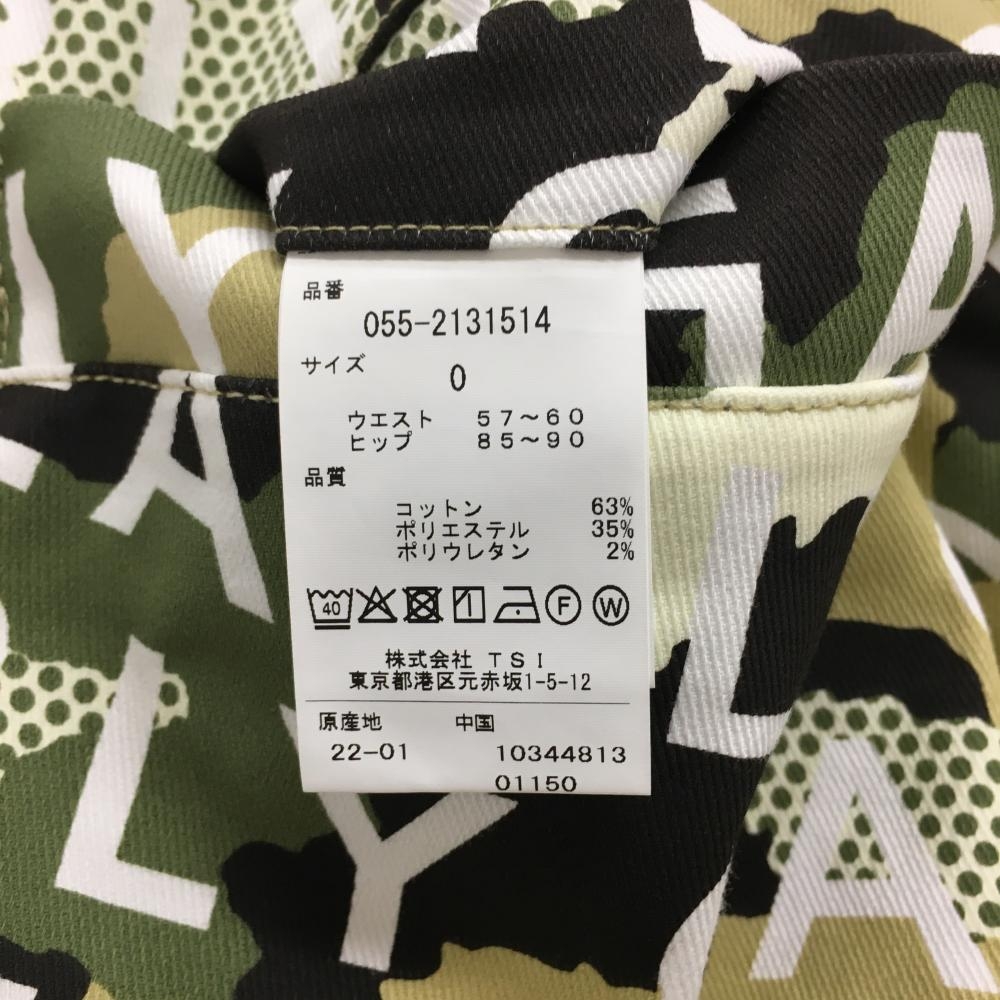 品番
055-2131514
サイズ
0
ウエスト 57～60
ヒップ 85～90
品質
コットン 63%
ポリエステル 35%
ポリウレタン 2%
40 F W
株式会社 TSI
東京都港区元赤坂1-5-12
原産地 中国
22-01 10344813
01150